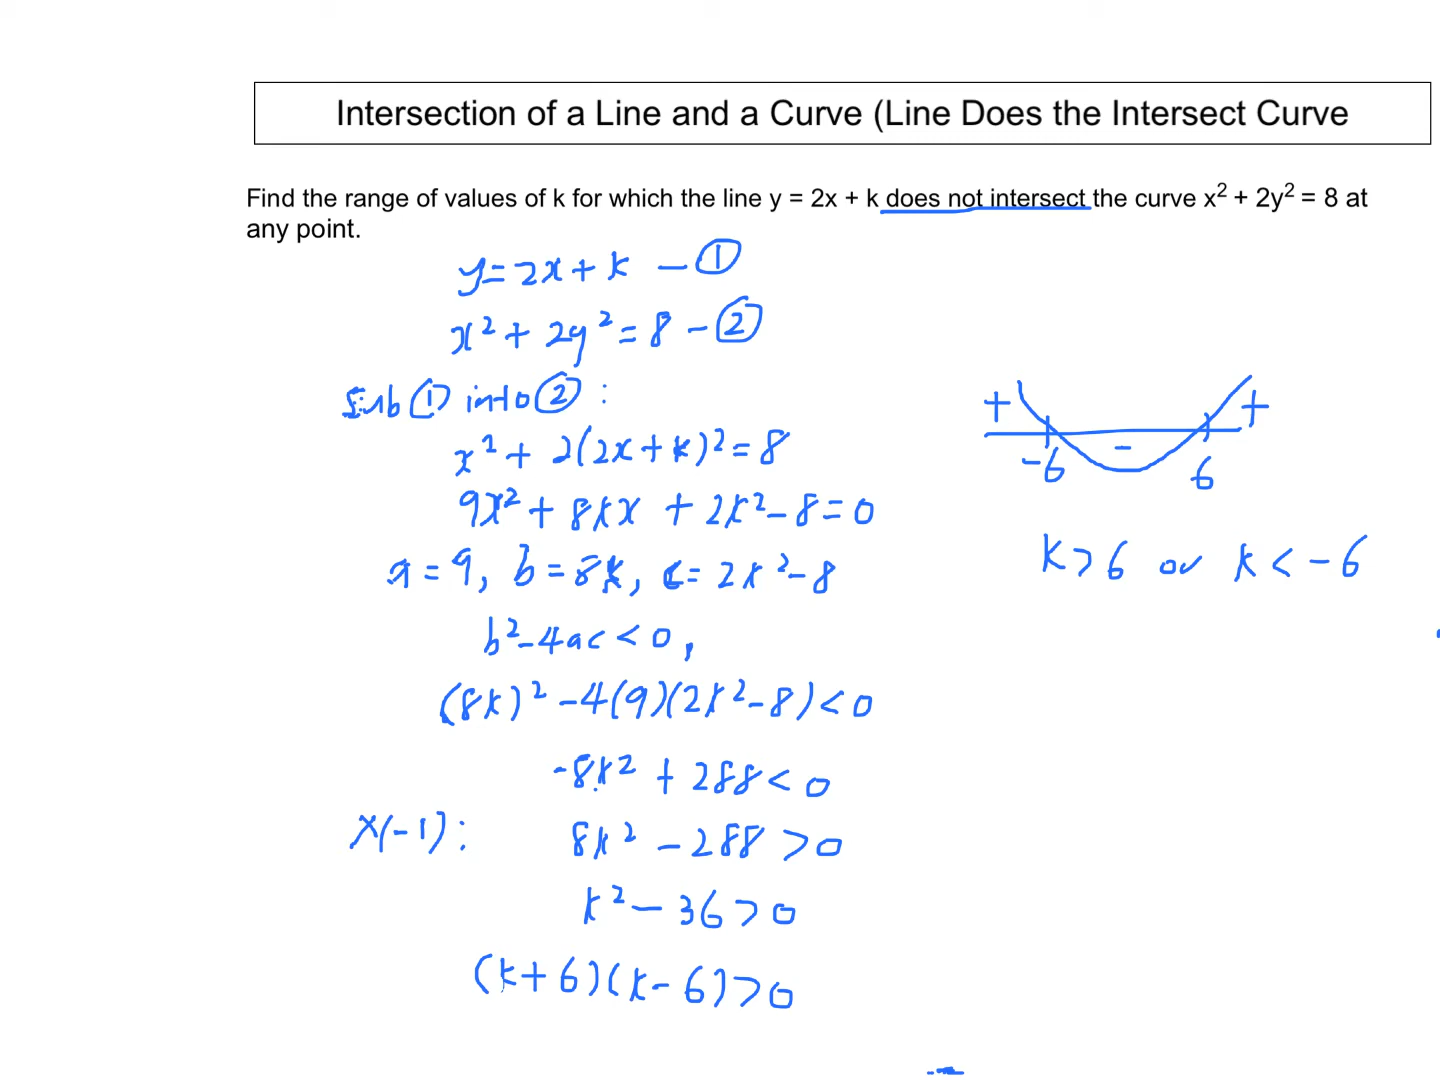 Intersection of a Line and a Curve (Line Does the Intersect Curve
Find the range of values of k for which the line y = 2x + k does not intersect the curve x² + 2y² = 8 at
any point.
y = 2x + k — ①
x² + 2y² = 8 — ②
Sub ① into ② :
x² + 2(2x + k)² = 8
9x² + 8kx + 2k² - 8 = 0
a = 9, b = 8k, c = 2k² - 8
b² - 4ac < 0,
(8k)² - 4(9)(2k² - 8) < 0
-8k² + 288 < 0
x(-1) : 8k² - 288 > 0
k² - 36 > 0
(k + 6)(k - 6) > 0
+ - +
-6 6
k > 6 or k < -6